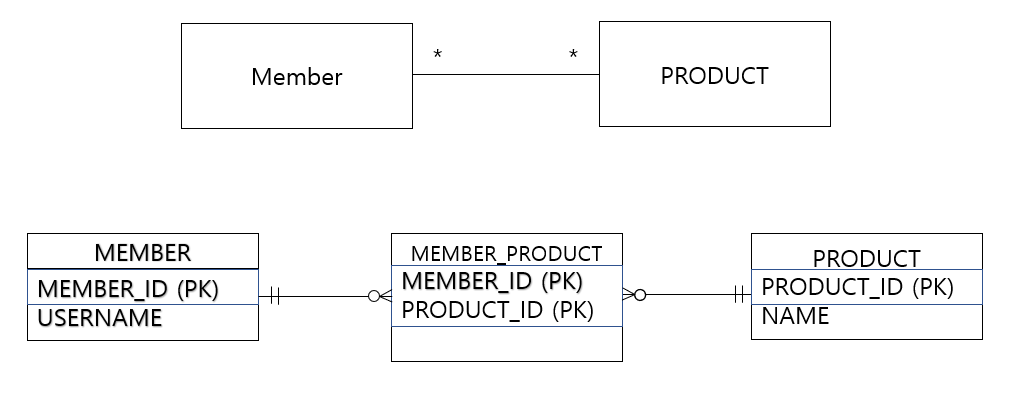 Member
*
*
PRODUCT
MEMBER
MEMBER_ID (PK)
USERNAME
MEMBER_PRODUCT
MEMBER_ID (PK)
PRODUCT_ID (PK)
PRODUCT
PRODUCT_ID (PK)
NAME